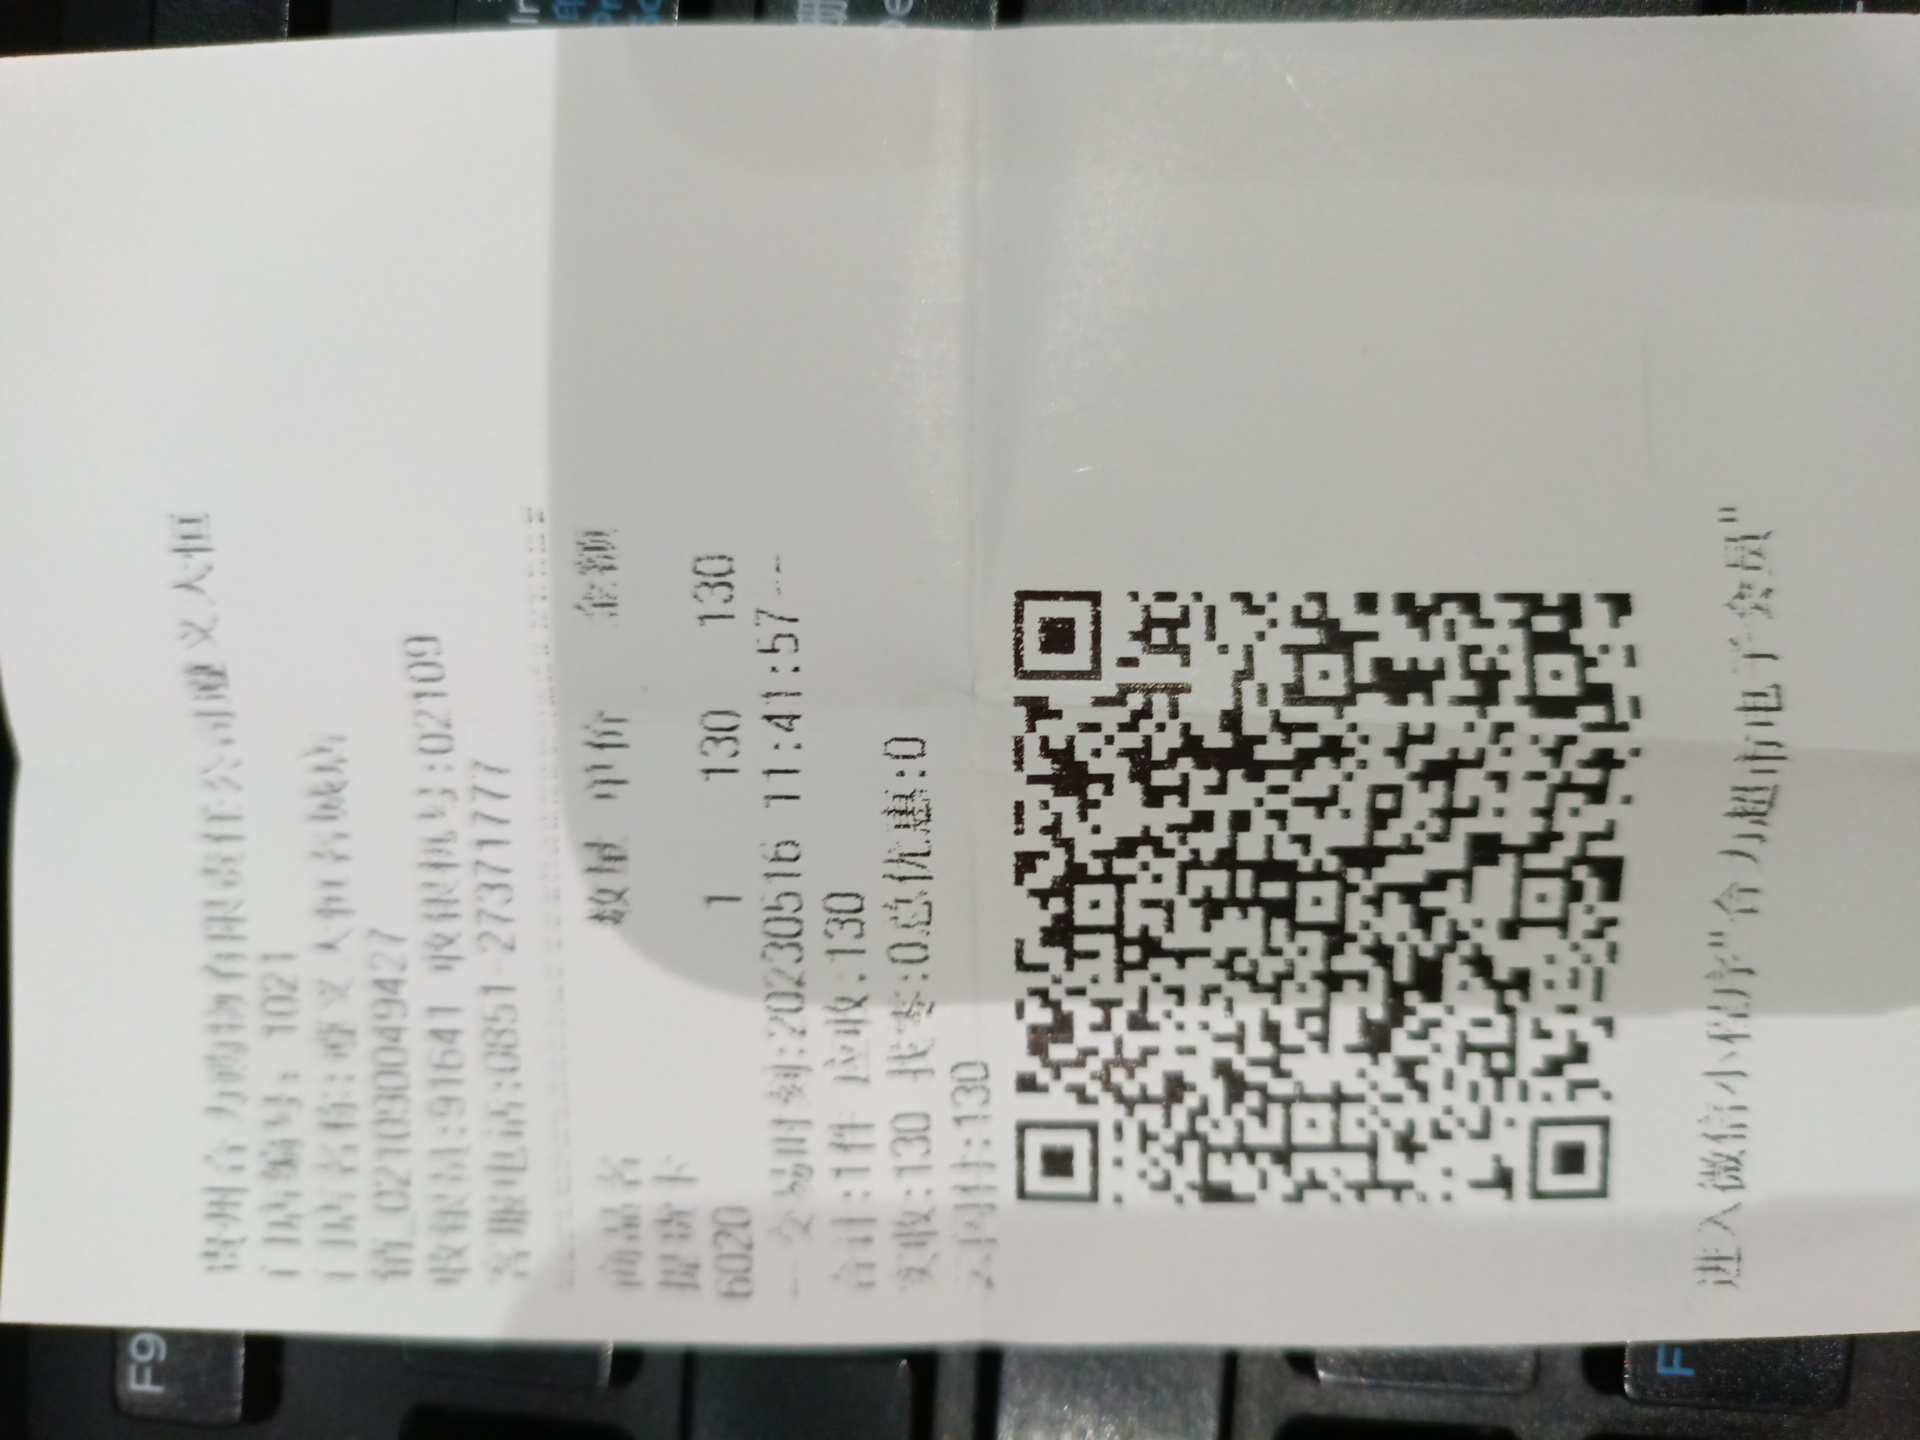 贵州合力购物有限责任公司遵义天恒
门店编号: 1021
门店名称:遵义天恒名城店
销_0210900049427
收银员:91641 收银机号:02109
客服电话:0851-27371777
商品名 数量 单价 金额
提货卡
6020 1 130 130
--交易时刻:20230516 11:41:57---
合计:1件 应收:130
实收:130 找零:0总优惠:0
云闪付:130
进入微信小程序"合力超市电子会员"
F9
F